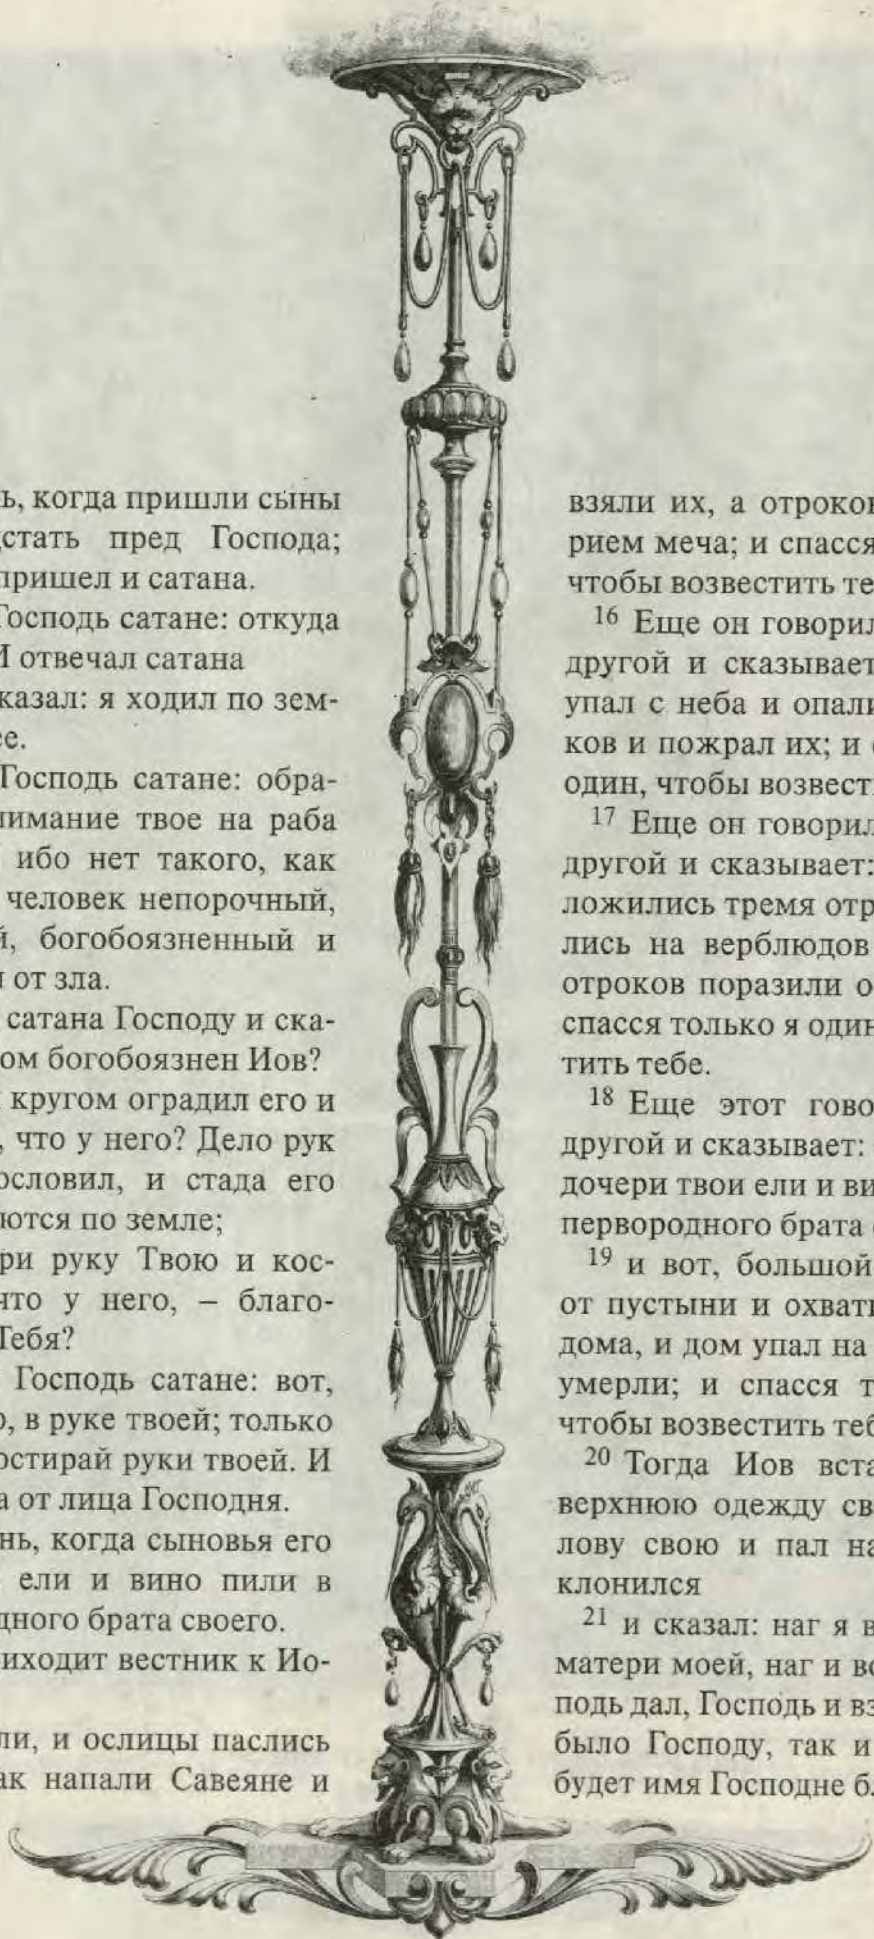 ь, когда пришли сыны
дстать пред Господа;
пришел и сатана.
Господь сатане: откуда
И отвечал сатана
казал: я ходил по зем-
ее.
Господь сатане: обра-
нимание твое на раба
ибо нет такого, как
человек непорочный,
й, богобоязненный и
я от зла.
сатана Господу и ска-
ом богобоязнен Иов?
и кругом оградил его и
, что у него? Дело рук
ословил, и стада его
яются по земле;
ри руку Твою и кос-
что у него, – благо-
Тебя?
Господь сатане: вот,
о, в руке твоей; только
остирай руки твоей. И
а от лица Господня.
нь, когда сыновья его
ели и вино пили в
дного брата своего.
риходит вестник к Ио-
ли, и ослицы паслись
ак напали Савеяне и
взяли их, а отроков
рием меча; и спасся
чтобы возвестить те
16 Еще он говорил
другой и сказывает
упал с неба и опали
ков и пожрал их; и с
один, чтобы возвест
17 Еще он говорил
другой и сказывает:
ложились тремя отр
лись на верблюдов
отроков поразили о
спасся только я один
тить тебе.
18 Еще этот гово
другой и сказывает:
дочери твои ели и ви
первородного брата с
19 и вот, большой
от пустыни и охвати
дома, и дом упал на
умерли; и спасся т
чтобы возвестить теб
20 Тогда Иов вста
верхнюю одежду св
лову свою и пал на
клонился
21 и сказал: наг я в
матери моей, наг и во
подь дал, Господь и вз
было Господу, так и
будет имя Господне бл